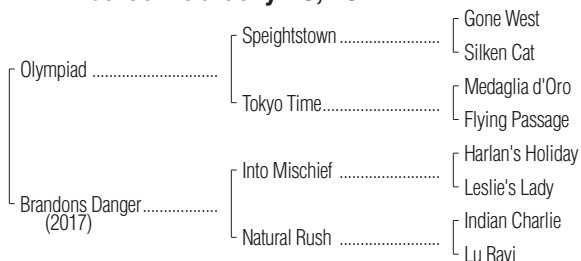 Gone West
Speightstown
Silken Cat
Olympiad
Medaglia d'Oro
Tokyo Time
Flying Passage
Harlan's Holiday
Into Mischief
Leslie's Lady
Brandons Danger
(2017)
Indian Charlie
Natural Rush
Lu Ravi